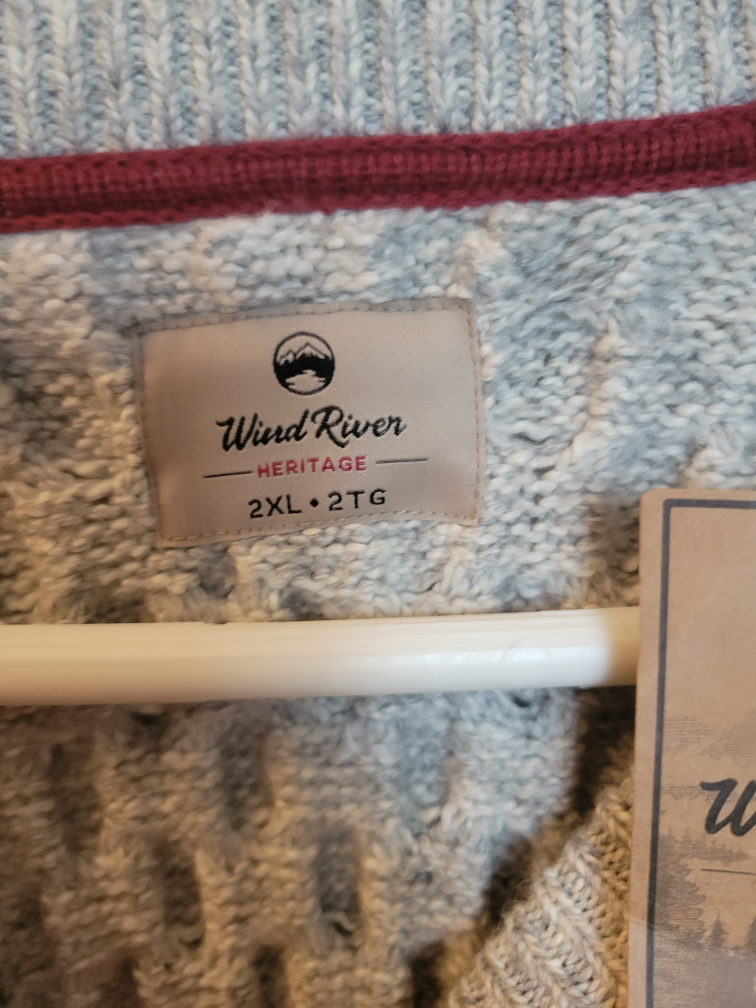 Wind River
HERITAGE
2XL • 2TG
W